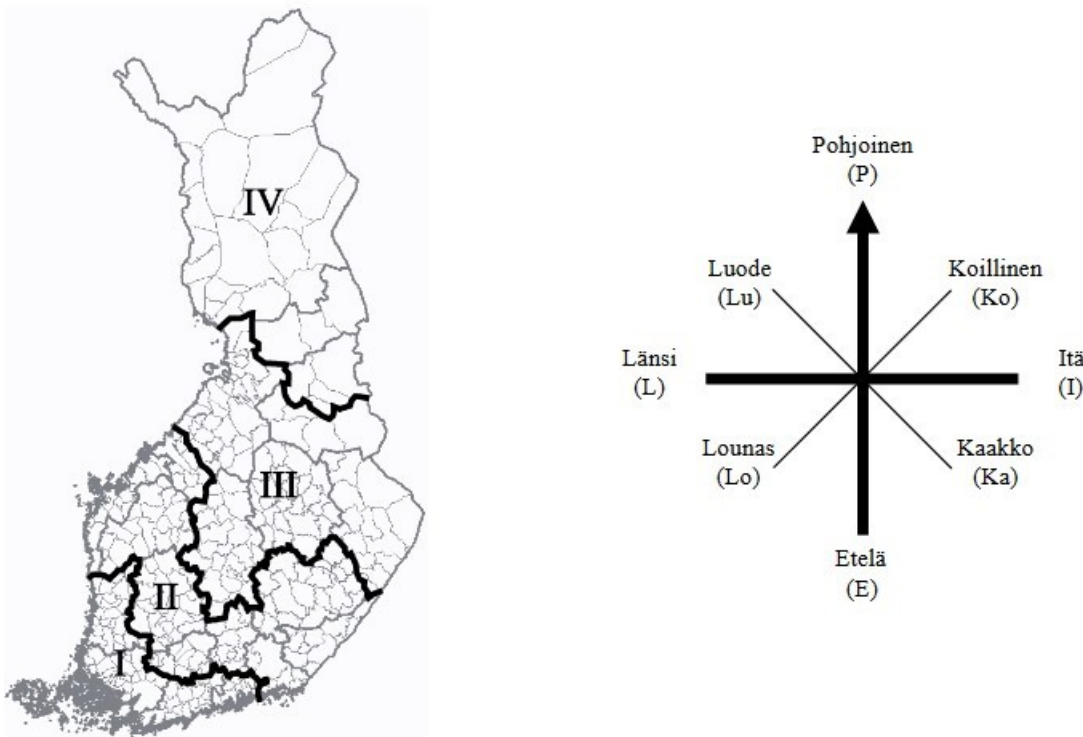 IV
III
II
I
Pohjoinen
(P)
Luode
(Lu)
Koillinen
(Ko)
Länsi
(L)
Itä
(I)
Lounas
(Lo)
Kaakko
(Ka)
Etelä
(E)